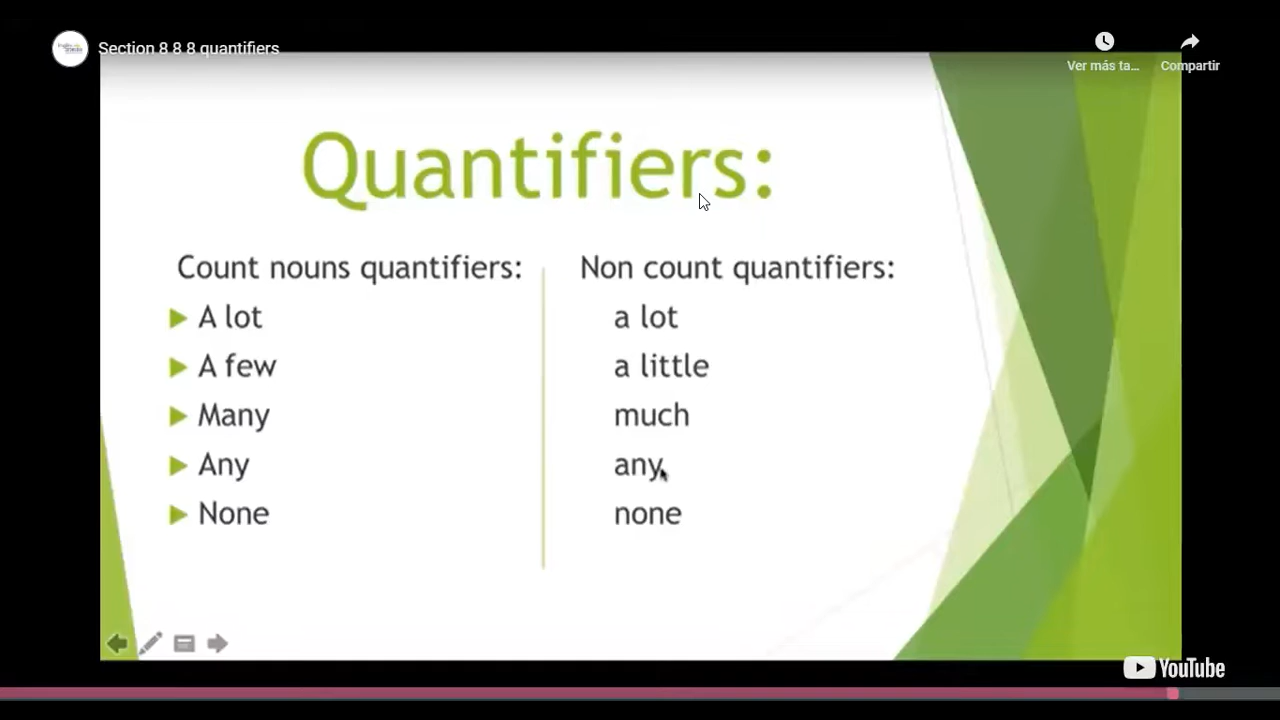 Section 8 8 8 quantifiers
Ver más ta...
Compartir
Quantifiers:
Count nouns quantifiers:
A lot
A few
Many
Any
None
Non count quantifiers:
a lot
a little
much
any
none
YouTube